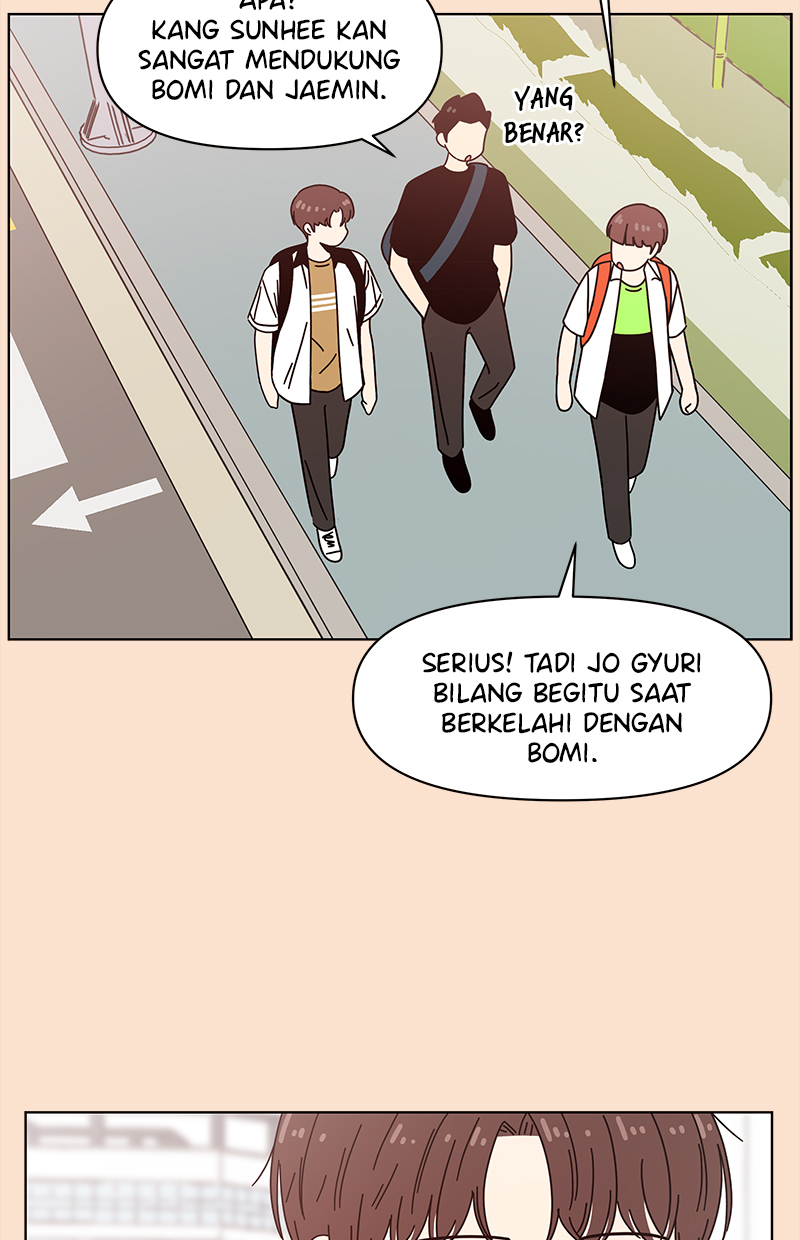 APA?
KANG SUNHEE KAN
SANGAT MENDUKUNG
BOMI DAN JAEMIN.
YANG
BENAR?
SERIUS! TADI JO GYURI
BILANG BEGITU SAAT
BERKELAHI DENGAN
BOMI.